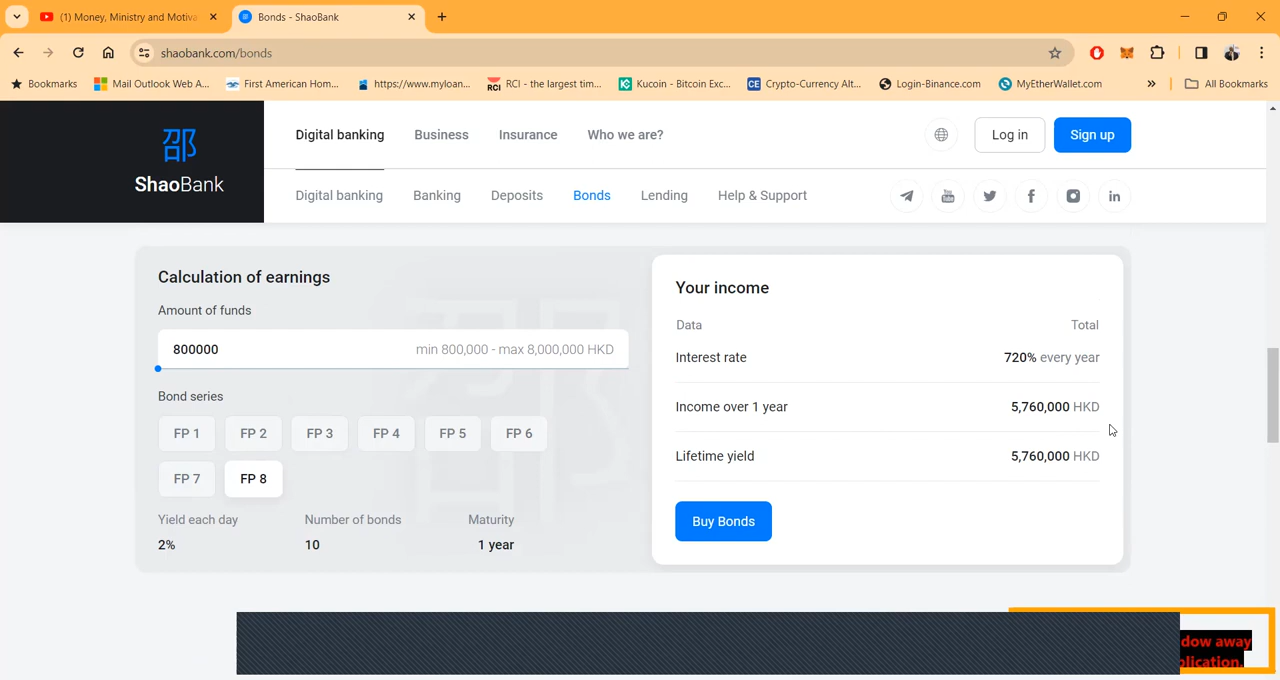 (1) Money, Ministry and Motiva
Bonds - ShaoBank
shaobank.com/bonds
Bookmarks
Mail Outlook Web A...
First American Hom...
https://www.myloan...
RCI
RCI - the largest tim...
Kucoin - Bitcoin Exc...
CE
Crypto-Currency Alt...
Login-Binance.com
MyEtherWallet.com
All Bookmarks
邵
ShaoBank
Digital banking
Business
Insurance
Who we are?
Log in
Sign up
Digital banking
Banking
Deposits
Bonds
Lending
Help & Support
Calculation of earnings
Amount of funds
800000
min 800,000 - max 8,000,000 HKD
Bond series
FP 1
FP 2
FP 3
FP 4
FP 5
FP 6
FP 7
FP 8
Yield each day
Number of bonds
Maturity
2%
10
1 year
Your income
Data
Total
Interest rate
720% every year
Income over 1 year
5,760,000 HKD
Lifetime yield
5,760,000 HKD
Buy Bonds
away